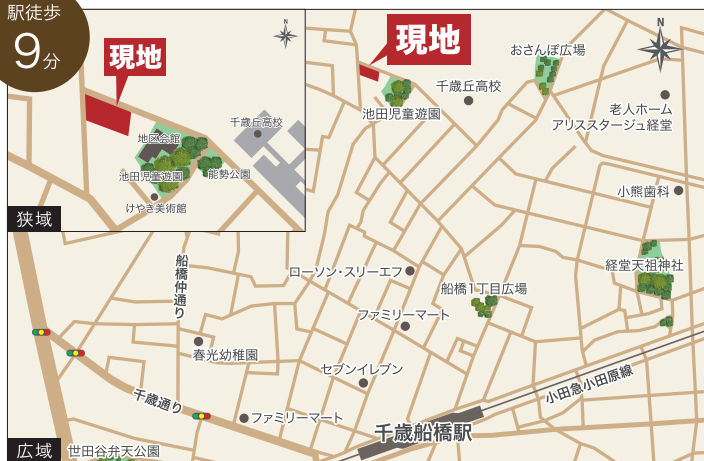 駅徒歩
9分
現地
N
地区会館
千歳丘高校
池田児童遊園
能勢公園
けやき美術館
狭域
現地
おさんぽ広場
N
千歳丘高校
池田児童遊園
老人ホーム
アリスステージュ経堂
小熊歯科
船橋仲通り
ローソン・スリーエフ
経堂天祖神社
船橋1丁目広場
ファミリーマート
春光幼稚園
セブンイレブン
小田急小田原線
千歳通り
ファミリーマート
千歳船橋駅
広域
世田谷弁天公園